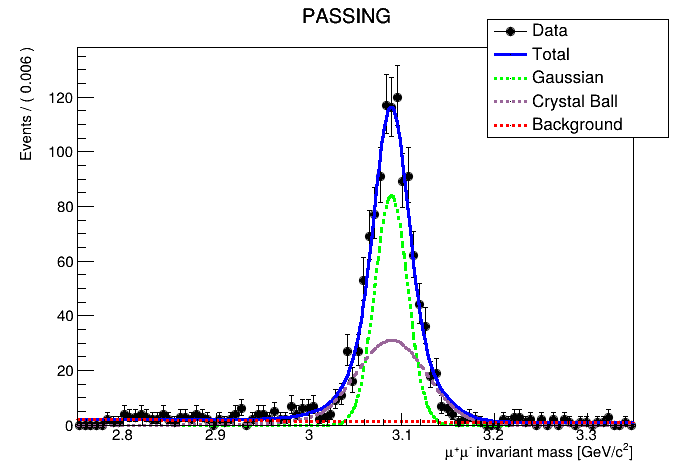 PASSING
Data
Total
Gaussian
Crystal Ball
Background
Events / ( 0.006 )
120
100
80
60
40
20
0
2.8 2.9 3 3.1 3.2 3.3
μ⁺μ⁻ invariant mass [GeV/c²]